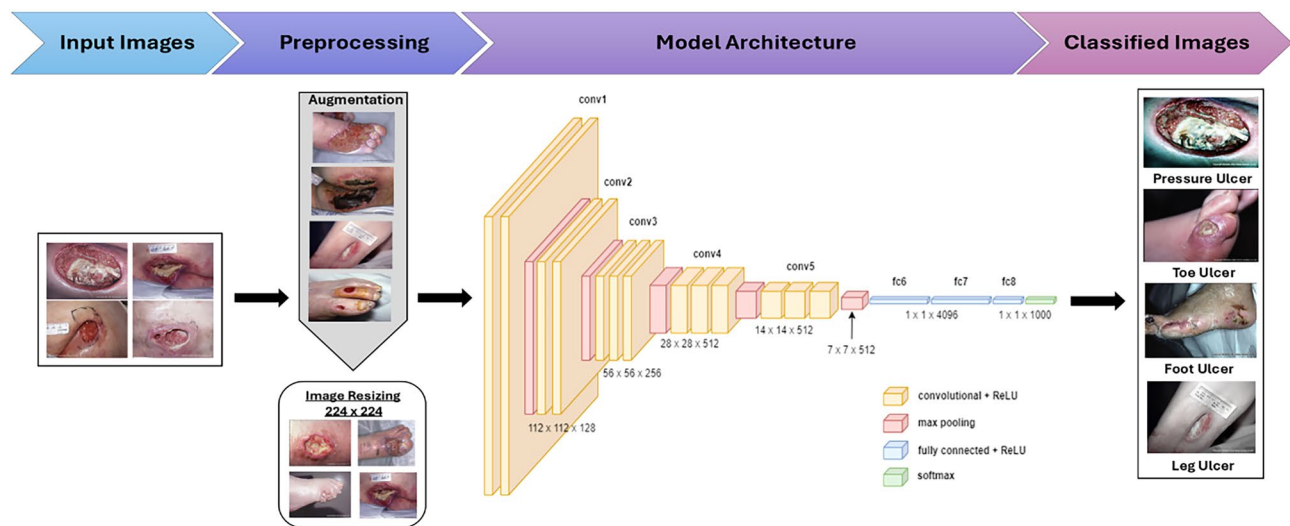 Input Images
Preprocessing
Model Architecture
Classified Images
Augmentation
Image Resizing
224 x 224
conv1
conv2
conv3
conv4
conv5
fc6
fc7
fc8
112 x 112 x 128
56 x 56 x 256
28 x 28 x 512
14 x 14 x 512
7 x 7 x 512
1 x 1 x 4096
1 x 1 x 1000
convolutional + ReLU
max pooling
fully connected + ReLU
softmax
Pressure Ulcer
Toe Ulcer
Foot Ulcer
Leg Ulcer